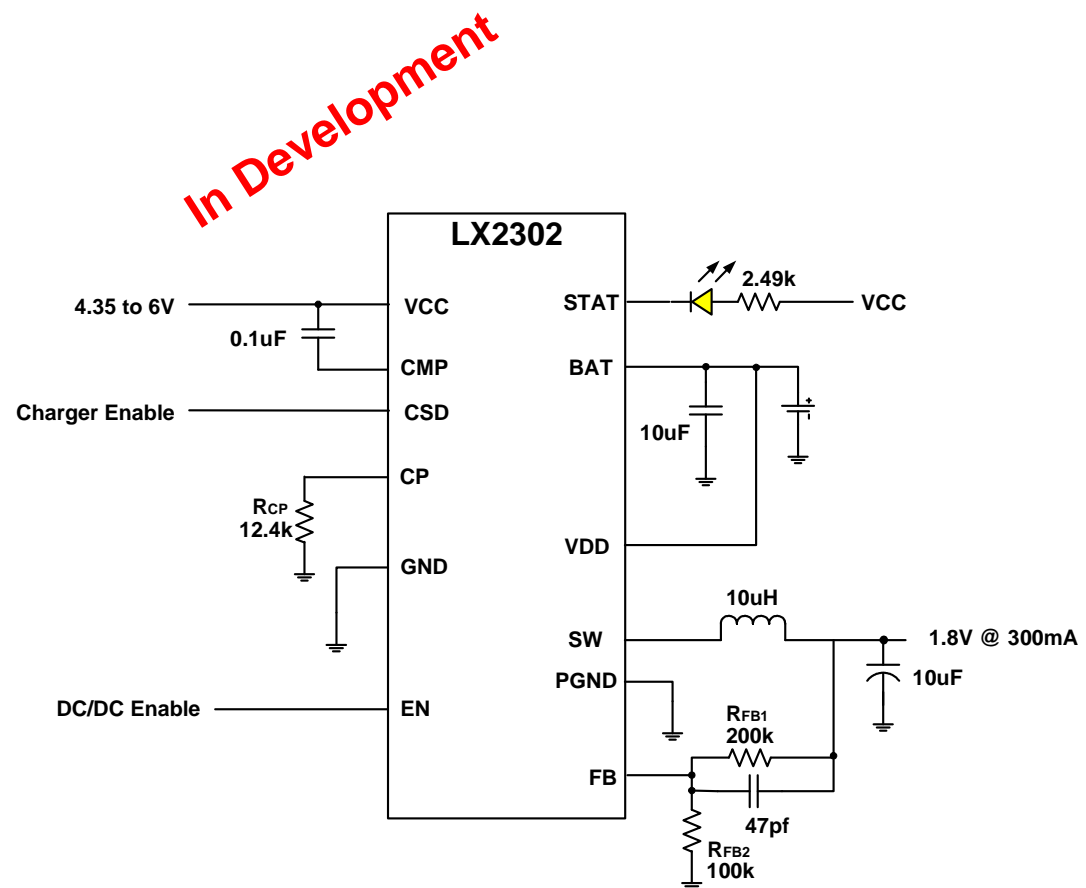 In Development
LX2302
4.35 to 6V
VCC
0.1uF
CMP
Charger Enable
CSD
CP
RCP
12.4k
GND
DC/DC Enable
EN
STAT
2.49k
VCC
BAT
10uF
+
-
VDD
10uH
SW
1.8V @ 300mA
10uF
PGND
RFB1
200k
FB
47pf
RFB2
100k